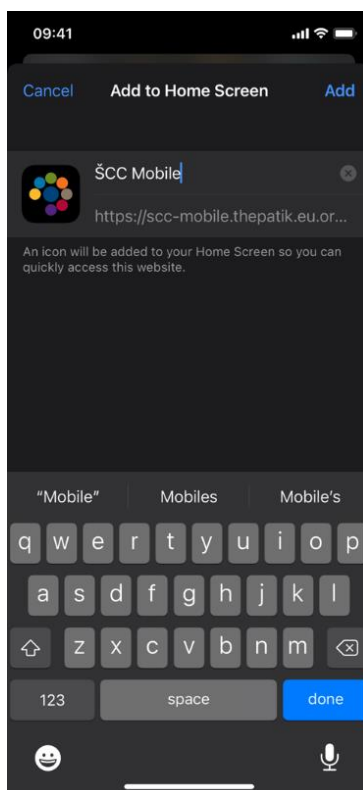 09:41
Cancel Add to Home Screen Add
ŠCC Mobile
https://scc-mobile.thepatik.eu.or...
An icon will be added to your Home Screen so you can
quickly access this website.
“Mobile” Mobiles Mobile's
q w e r t y u i o p
a s d f g h j k l
z x c v b n m
123 space done